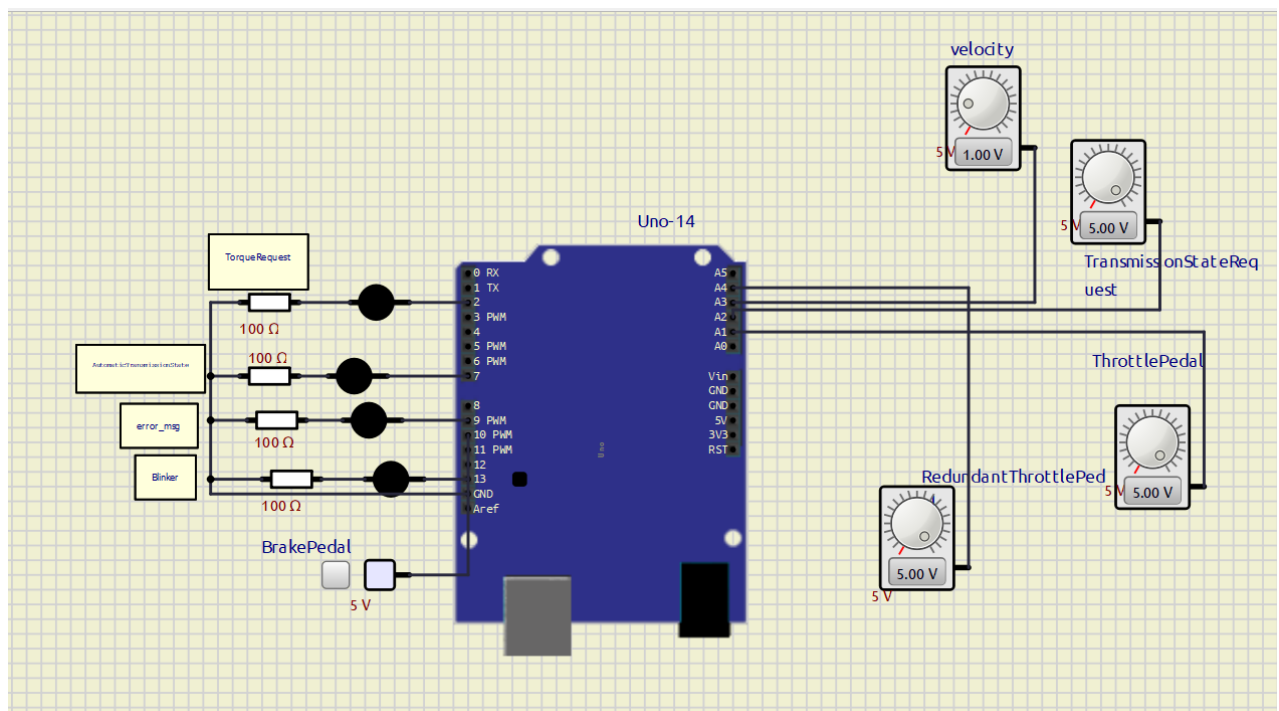 velocity
5 V
1.00 V
Uno-14
5 V
5.00 V
TransmissionStateReq
uest
TorqueRequest
100 Ω
100 Ω
AutomaticTransmissionState
100 Ω
error_msg
Blinker
100 Ω
0 RX
1 TX
2
3 PWM
4
5 PWM
6 PWM
7
8
9 PWM
10 PWM
11 PWM
12
13
GND
Aref
A5
A4
A3
A2
A1
A0
Vin
GND
GND
5V
3V3
RST
Uno
ThrottlePedal
5 V
5.00 V
RedundantThrottlePed
5.00 V
5 V
BrakePedal
5 V